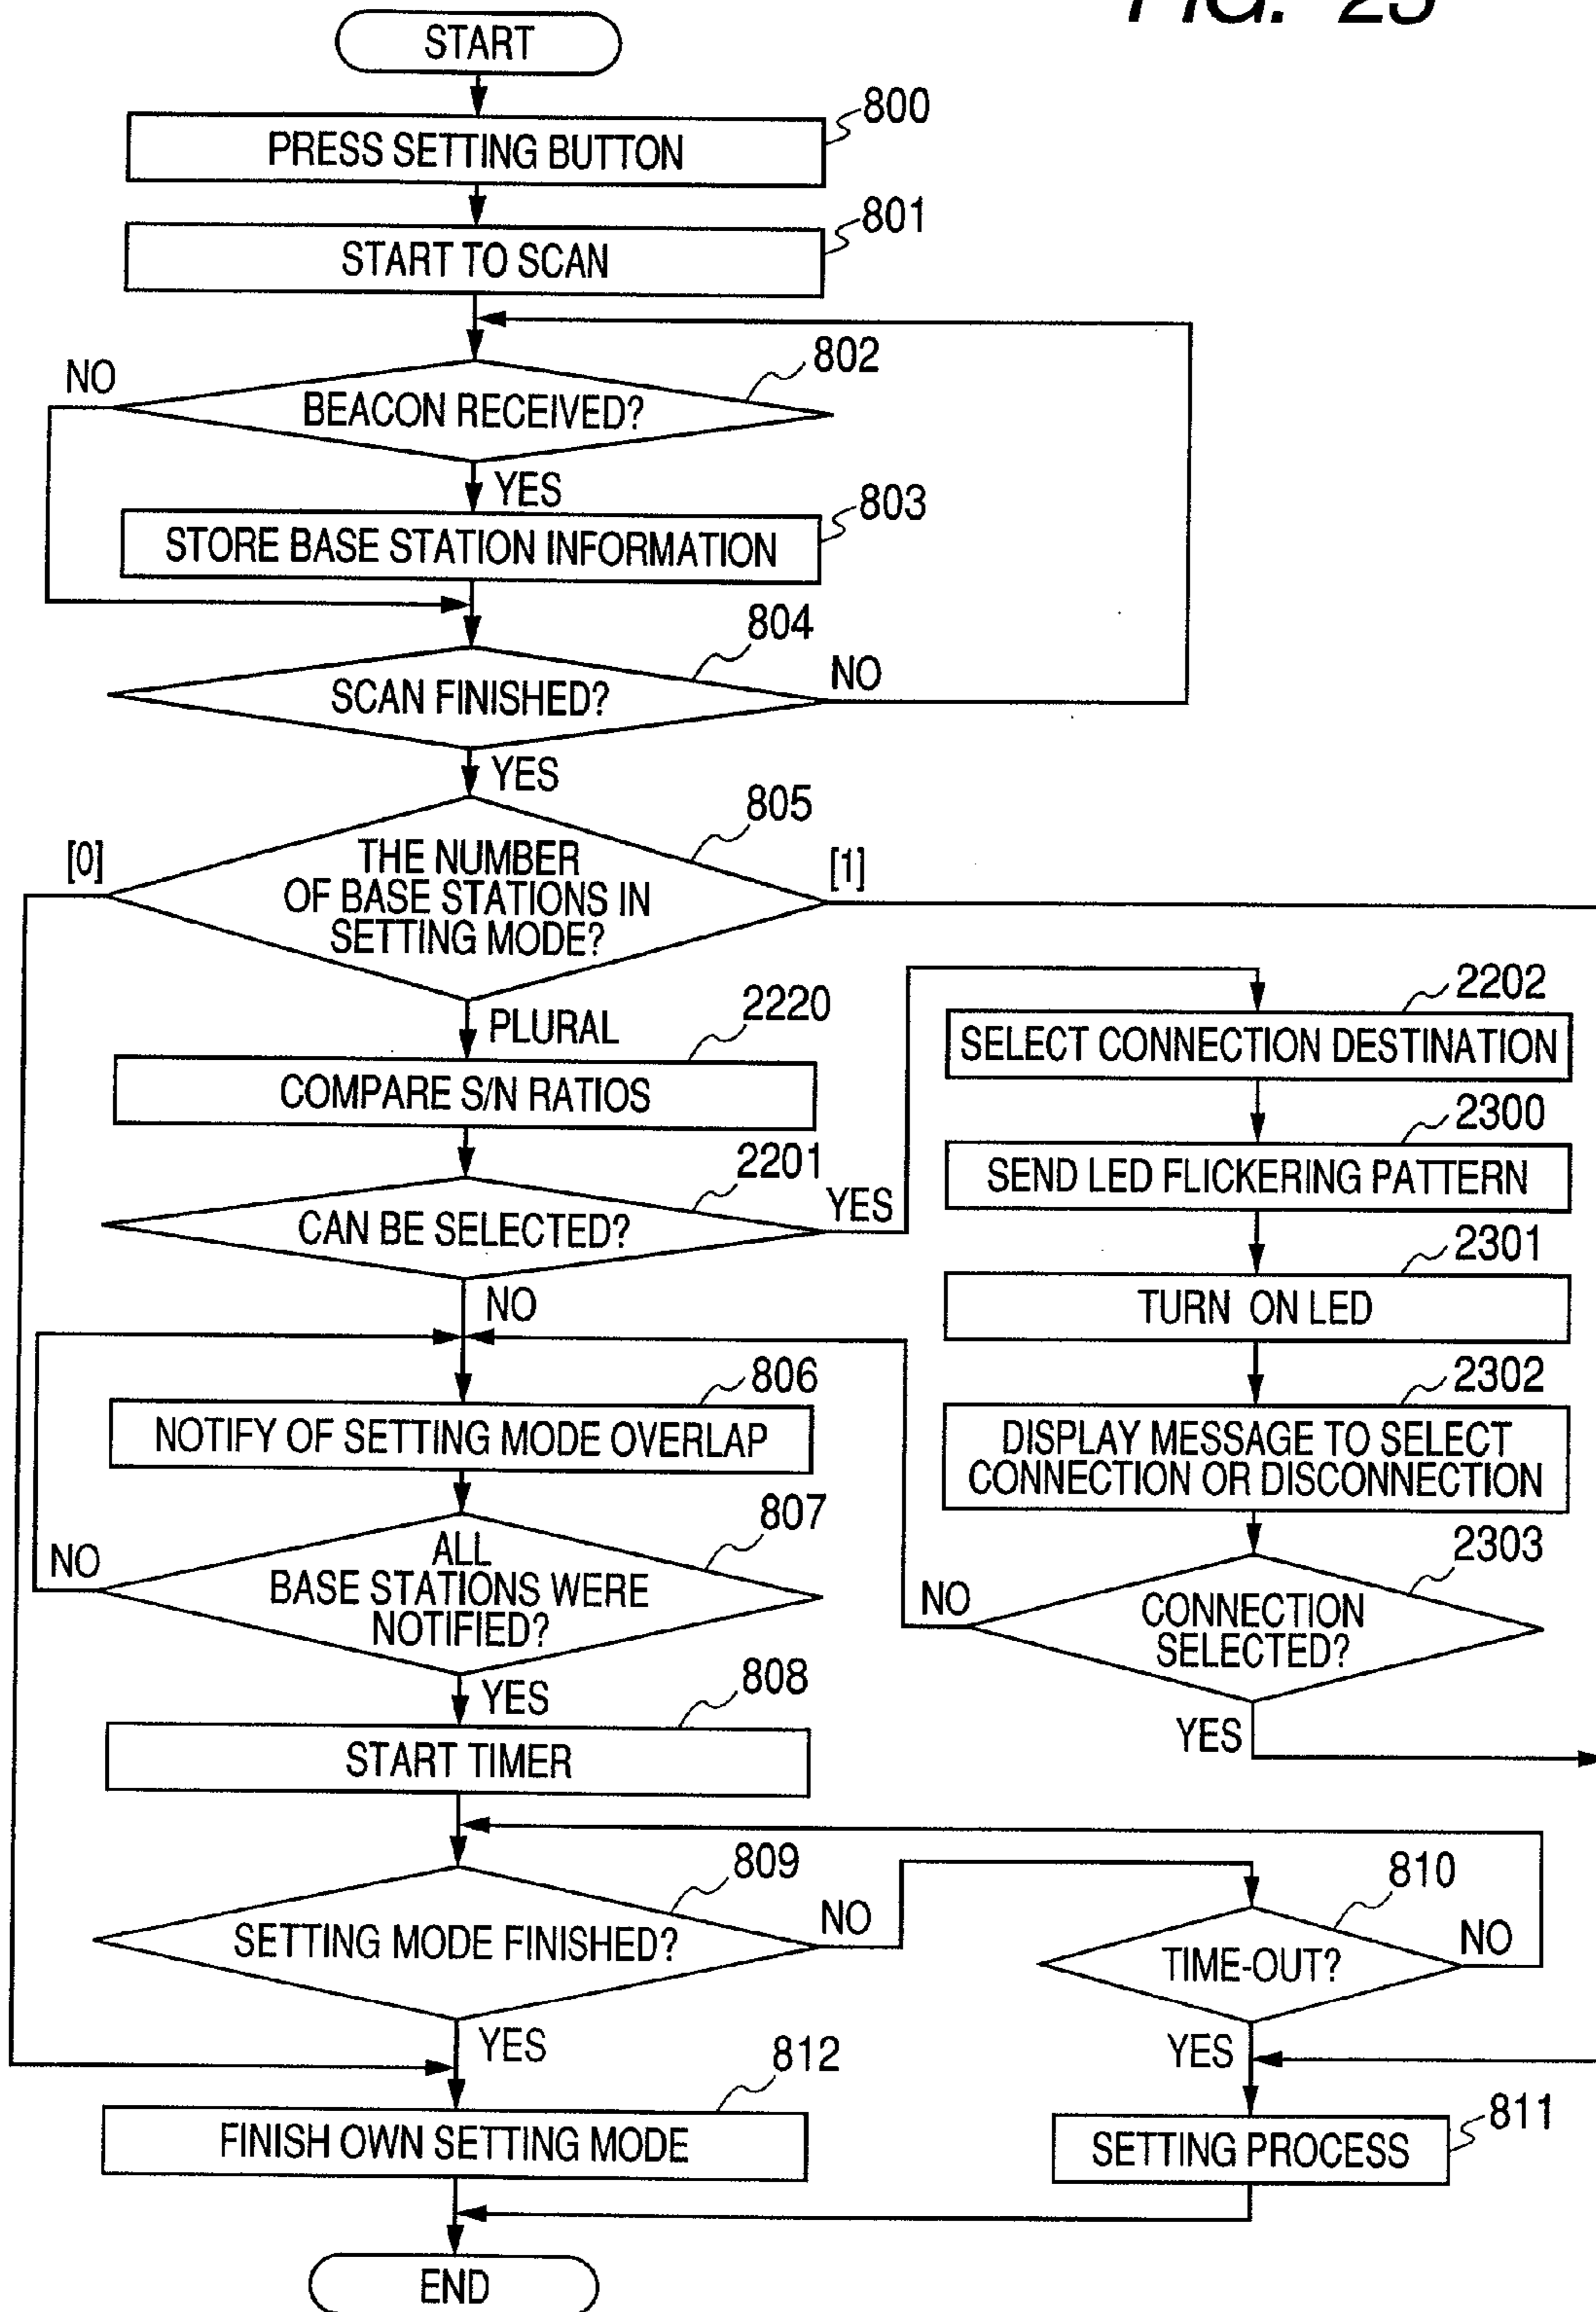 FIG. 23
START
800
PRESS SETTING BUTTON
801
START TO SCAN
802
NO
BEACON RECEIVED?
YES
803
STORE BASE STATION INFORMATION
804
SCAN FINISHED?
NO
YES
805
[0]
THE NUMBER
OF BASE STATIONS IN
SETTING MODE?
[1]
PLURAL
2220
COMPARE S/N RATIOS
2201
CAN BE SELECTED?
YES
NO
2202
SELECT CONNECTION DESTINATION
2300
SEND LED FLICKERING PATTERN
2301
TURN ON LED
2302
DISPLAY MESSAGE TO SELECT
CONNECTION OR DISCONNECTION
2303
NO
CONNECTION
SELECTED?
YES
806
NOTIFY OF SETTING MODE OVERLAP
807
NO
ALL
BASE STATIONS WERE
NOTIFIED?
YES
808
START TIMER
809
SETTING MODE FINISHED?
NO
810
TIME-OUT?
NO
YES
YES
812
FINISH OWN SETTING MODE
811
SETTING PROCESS
END